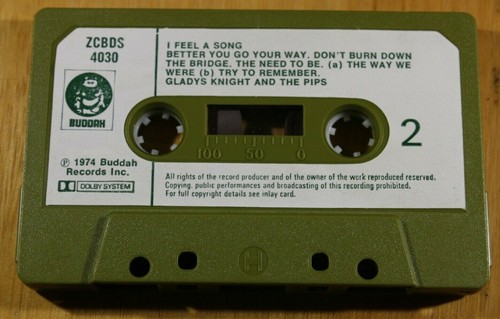 ZCBDS
4030
I FEEL A SONG
BETTER YOU GO YOUR WAY. DON'T BURN DOWN
THE BRIDGE. THE NEED TO BE. (a) THE WAY WE
WERE (b) TRY TO REMEMBER.
GLADYS KNIGHT AND THE PIPS
BUDDAH
100 50 0
2
℗ 1974 Buddah
Records Inc.
DOLBY SYSTEM
All rights of the record producer and of the owner of the work reproduced reserved.
Copying, public performances and broadcasting of this recording prohibited.
For full copyright details see inlay card.
H